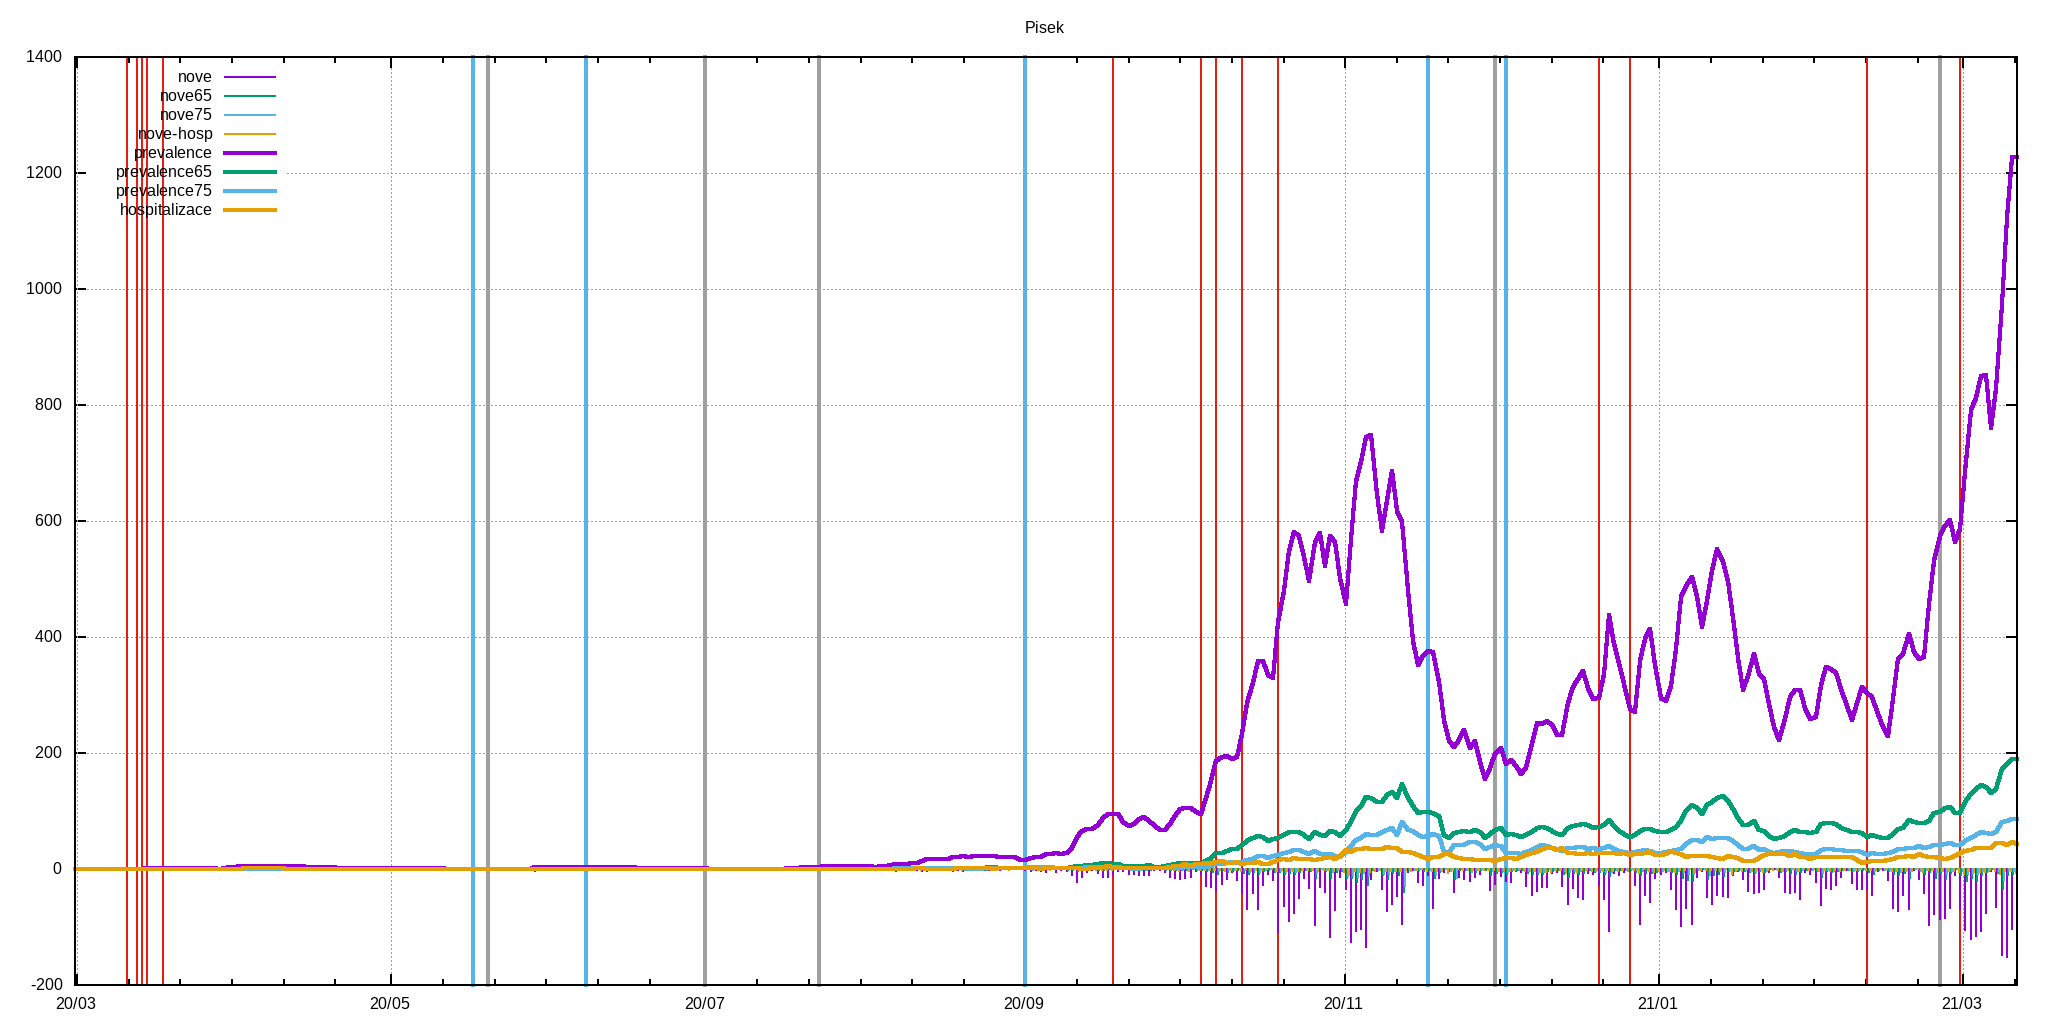 Pisek
1400
1200
1000
800
600
400
200
0
-200
nove
nove65
nove75
nove-hosp
prevalence
prevalence65
prevalence75
hospitalizace
20/03 20/05 20/07 20/09 20/11 21/01 21/03